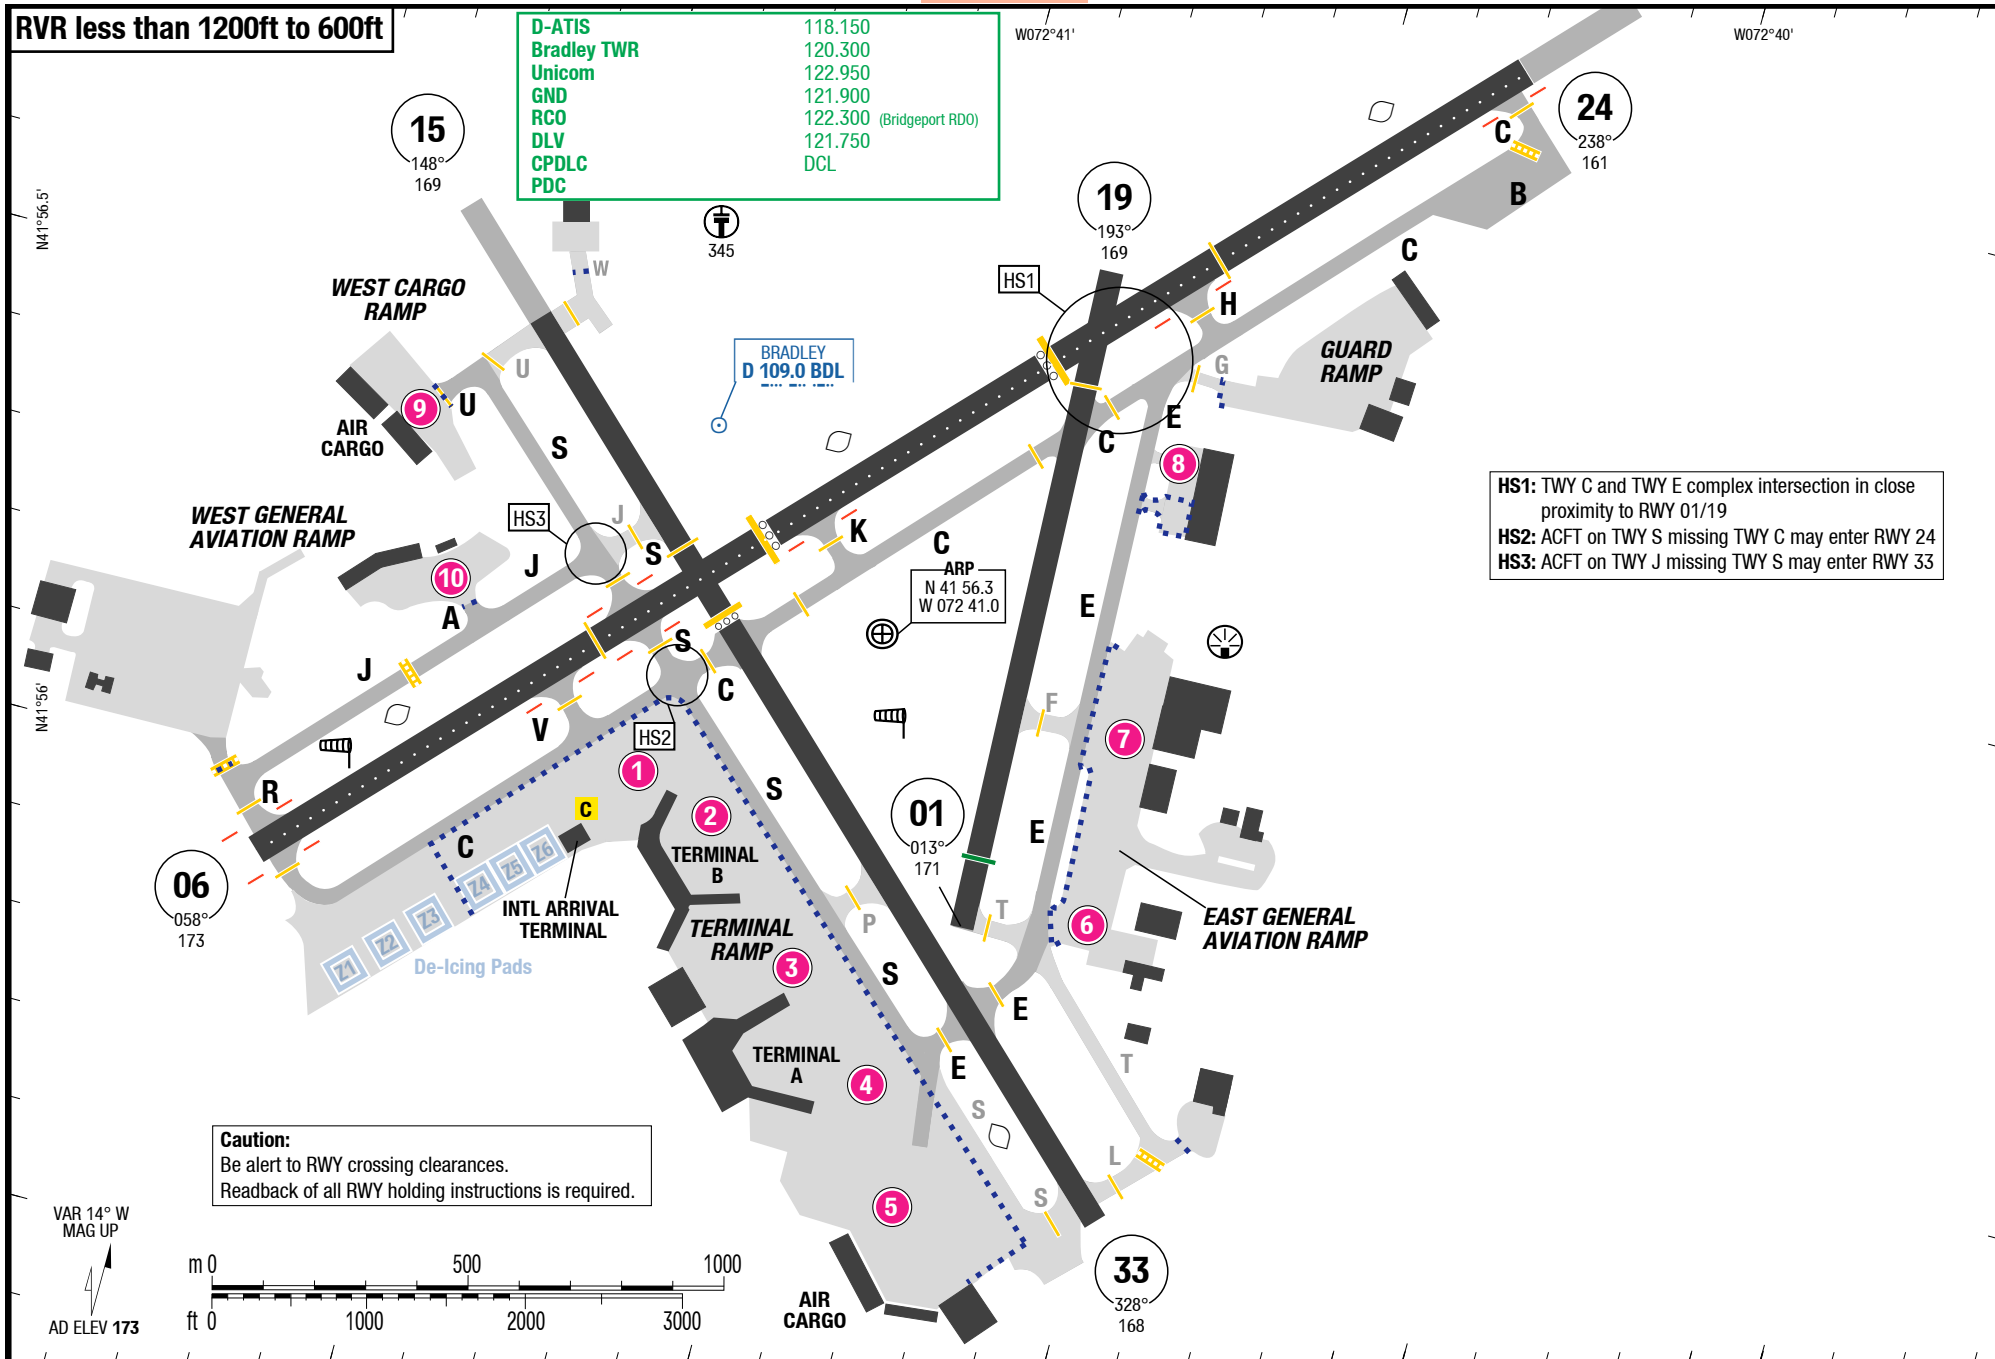 RVR less than 1200ft to 600ft
D-ATIS 118.150
Bradley TWR 120.300
Unicom 122.950
GND 121.900
RCO 122.300 (Bridgeport RDO)
DLV 121.750
CPDLC DCL
PDC
W072°41'
W072°40'
15
148°
169
24
238°
161
C
B
19
193°
169
N41°56.5'
345
W
C
WEST CARGO
RAMP
HS1
H
BRADLEY
D 109.0 BDL
GUARD
RAMP
U
G
9
U
E
AIR
CARGO
S
C
8
HS1: TWY C and TWY E complex intersection in close
proximity to RWY 01/19
HS2: ACFT on TWY S missing TWY C may enter RWY 24
HS3: ACFT on TWY J missing TWY S may enter RWY 33
WEST GENERAL
AVIATION RAMP
HS3
J
S
K
C
J
10
ARP
N 41 56.3
W 072 41.0
A
E
S
J
C
N41°56'
F
V
HS2
7
1
S
R
C
2
01
013°
171
E
C
Z6
Z5
Z4
TERMINAL
B
06
058°
173
INTL ARRIVAL
TERMINAL
Z3
Z2
Z1
De-Icing Pads
P
T
6
EAST GENERAL
AVIATION RAMP
TERMINAL
RAMP
3
S
E
TERMINAL
A
4
E
T
S
Caution:
Be alert to RWY crossing clearances.
Readback of all RWY holding instructions is required.
L
5
S
VAR 14° W
MAG UP
m 0 500 1000
ft 0 1000 2000 3000
AD ELEV 173
AIR
CARGO
33
328°
168